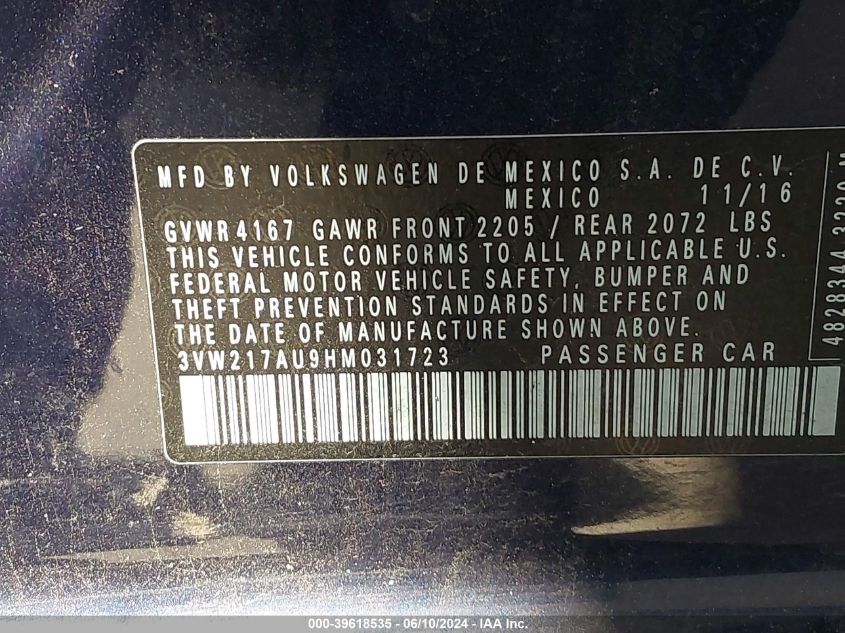 MFD BY VOLKSWAGEN DE MEXICO S.A. DE C.V.
MEXICO 11/16
GVWR 4167 GAWR FRONT 2205 / REAR 2072 LBS
THIS VEHICLE CONFORMS TO ALL APPLICABLE U.S.
FEDERAL MOTOR VEHICLE SAFETY, BUMPER AND
THEFT PREVENTION STANDARDS IN EFFECT ON
THE DATE OF MANUFACTURE SHOWN ABOVE.
3VW217AU9HM031723 PASSENGER CAR
4828344
000-39618535 - 06/10/2024 - IAA Inc.